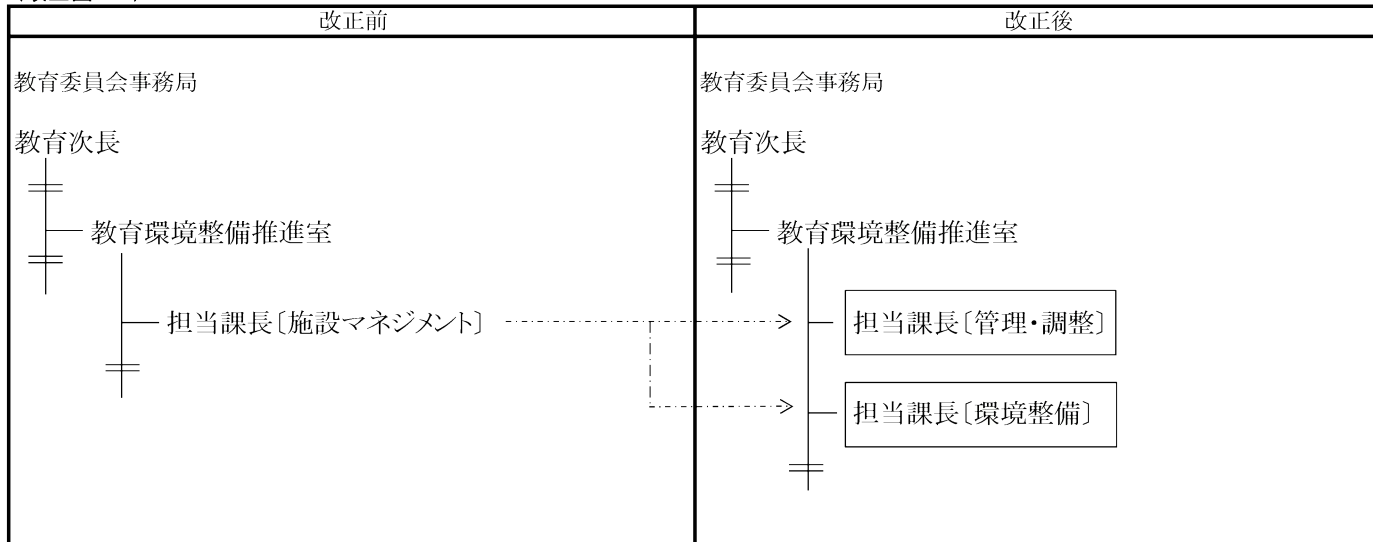 改正前
改正後
教育委員会事務局
教育次長
教育環境整備推進室
担当課長〔施設マネジメント〕
教育委員会事務局
教育次長
教育環境整備推進室
担当課長〔管理・調整〕
担当課長〔環境整備〕